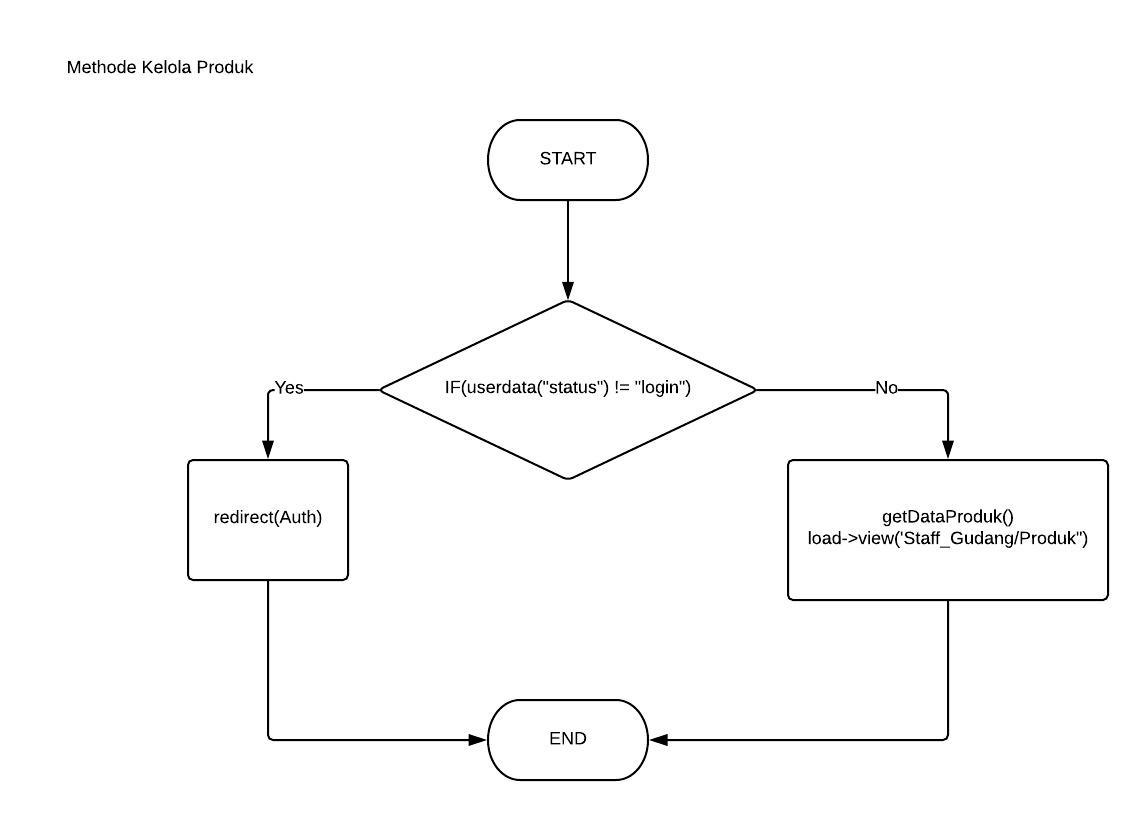 Methode Kelola Produk
START
IF(userdata("status") != "login")
Yes
No
redirect(Auth)
getDataProduk()
load->view('Staff_Gudang/Produk")
END